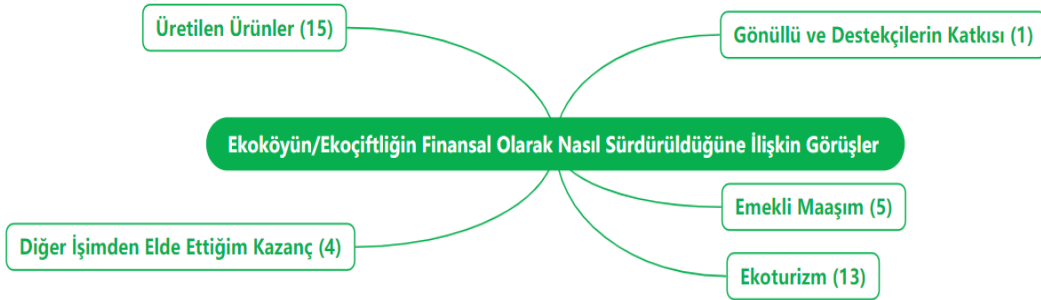 Üretilen Ürünler (15)
Gönüllü ve Destekçilerin Katkısı (1)
Ekoköyün/Ekoçiftliğin Finansal Olarak Nasıl Sürdürüldüğüne İlişkin Görüşler
Emekli Maaşım (5)
Diğer İşimden Elde Ettiğim Kazanç (4)
Ekoturizm (13)